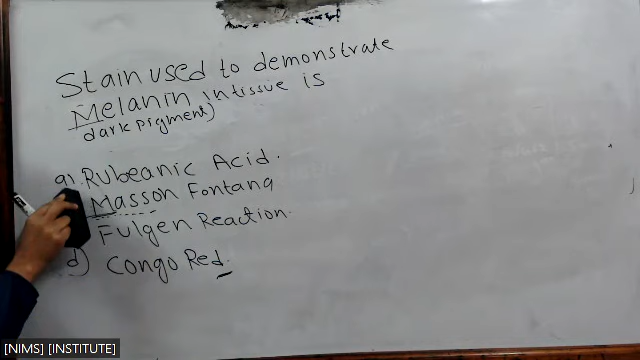 Stain used to demonstrate
Melanin in tissue is
dark pigment)
a) Rubeanic Acid.
Masson Fontana
Fulgen Reaction.
d) Congo Red.
[NIMS] [INSTITUTE]